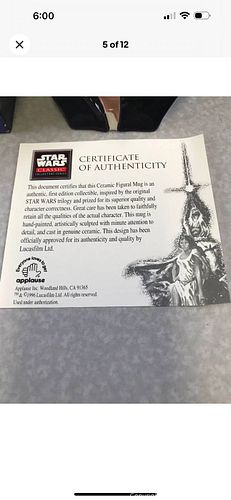 6:00
5 of 12
STAR
WARS
CLASSIC
CERTIFICATE
OF AUTHENTICITY
This document certifies that this Ceramic Figural Mug is an
authentic, first edition collectible, inspired by the original
STAR WARS trilogy and prized for its superior quality and
character correctness. Great care has been taken to faithfully
retain all the qualities of the actual character. This mug is
hand-painted, artistically sculpted with minute attention to
detail, and cast in genuine ceramic. This design has been
officially approved for its authenticity and quality by
Lucasfilm Ltd.
applause
Applause Inc. Woodland Hills, CA 91365
™& ©1996 Lucasfilm Ltd. All rights reserved
Used under authorization.